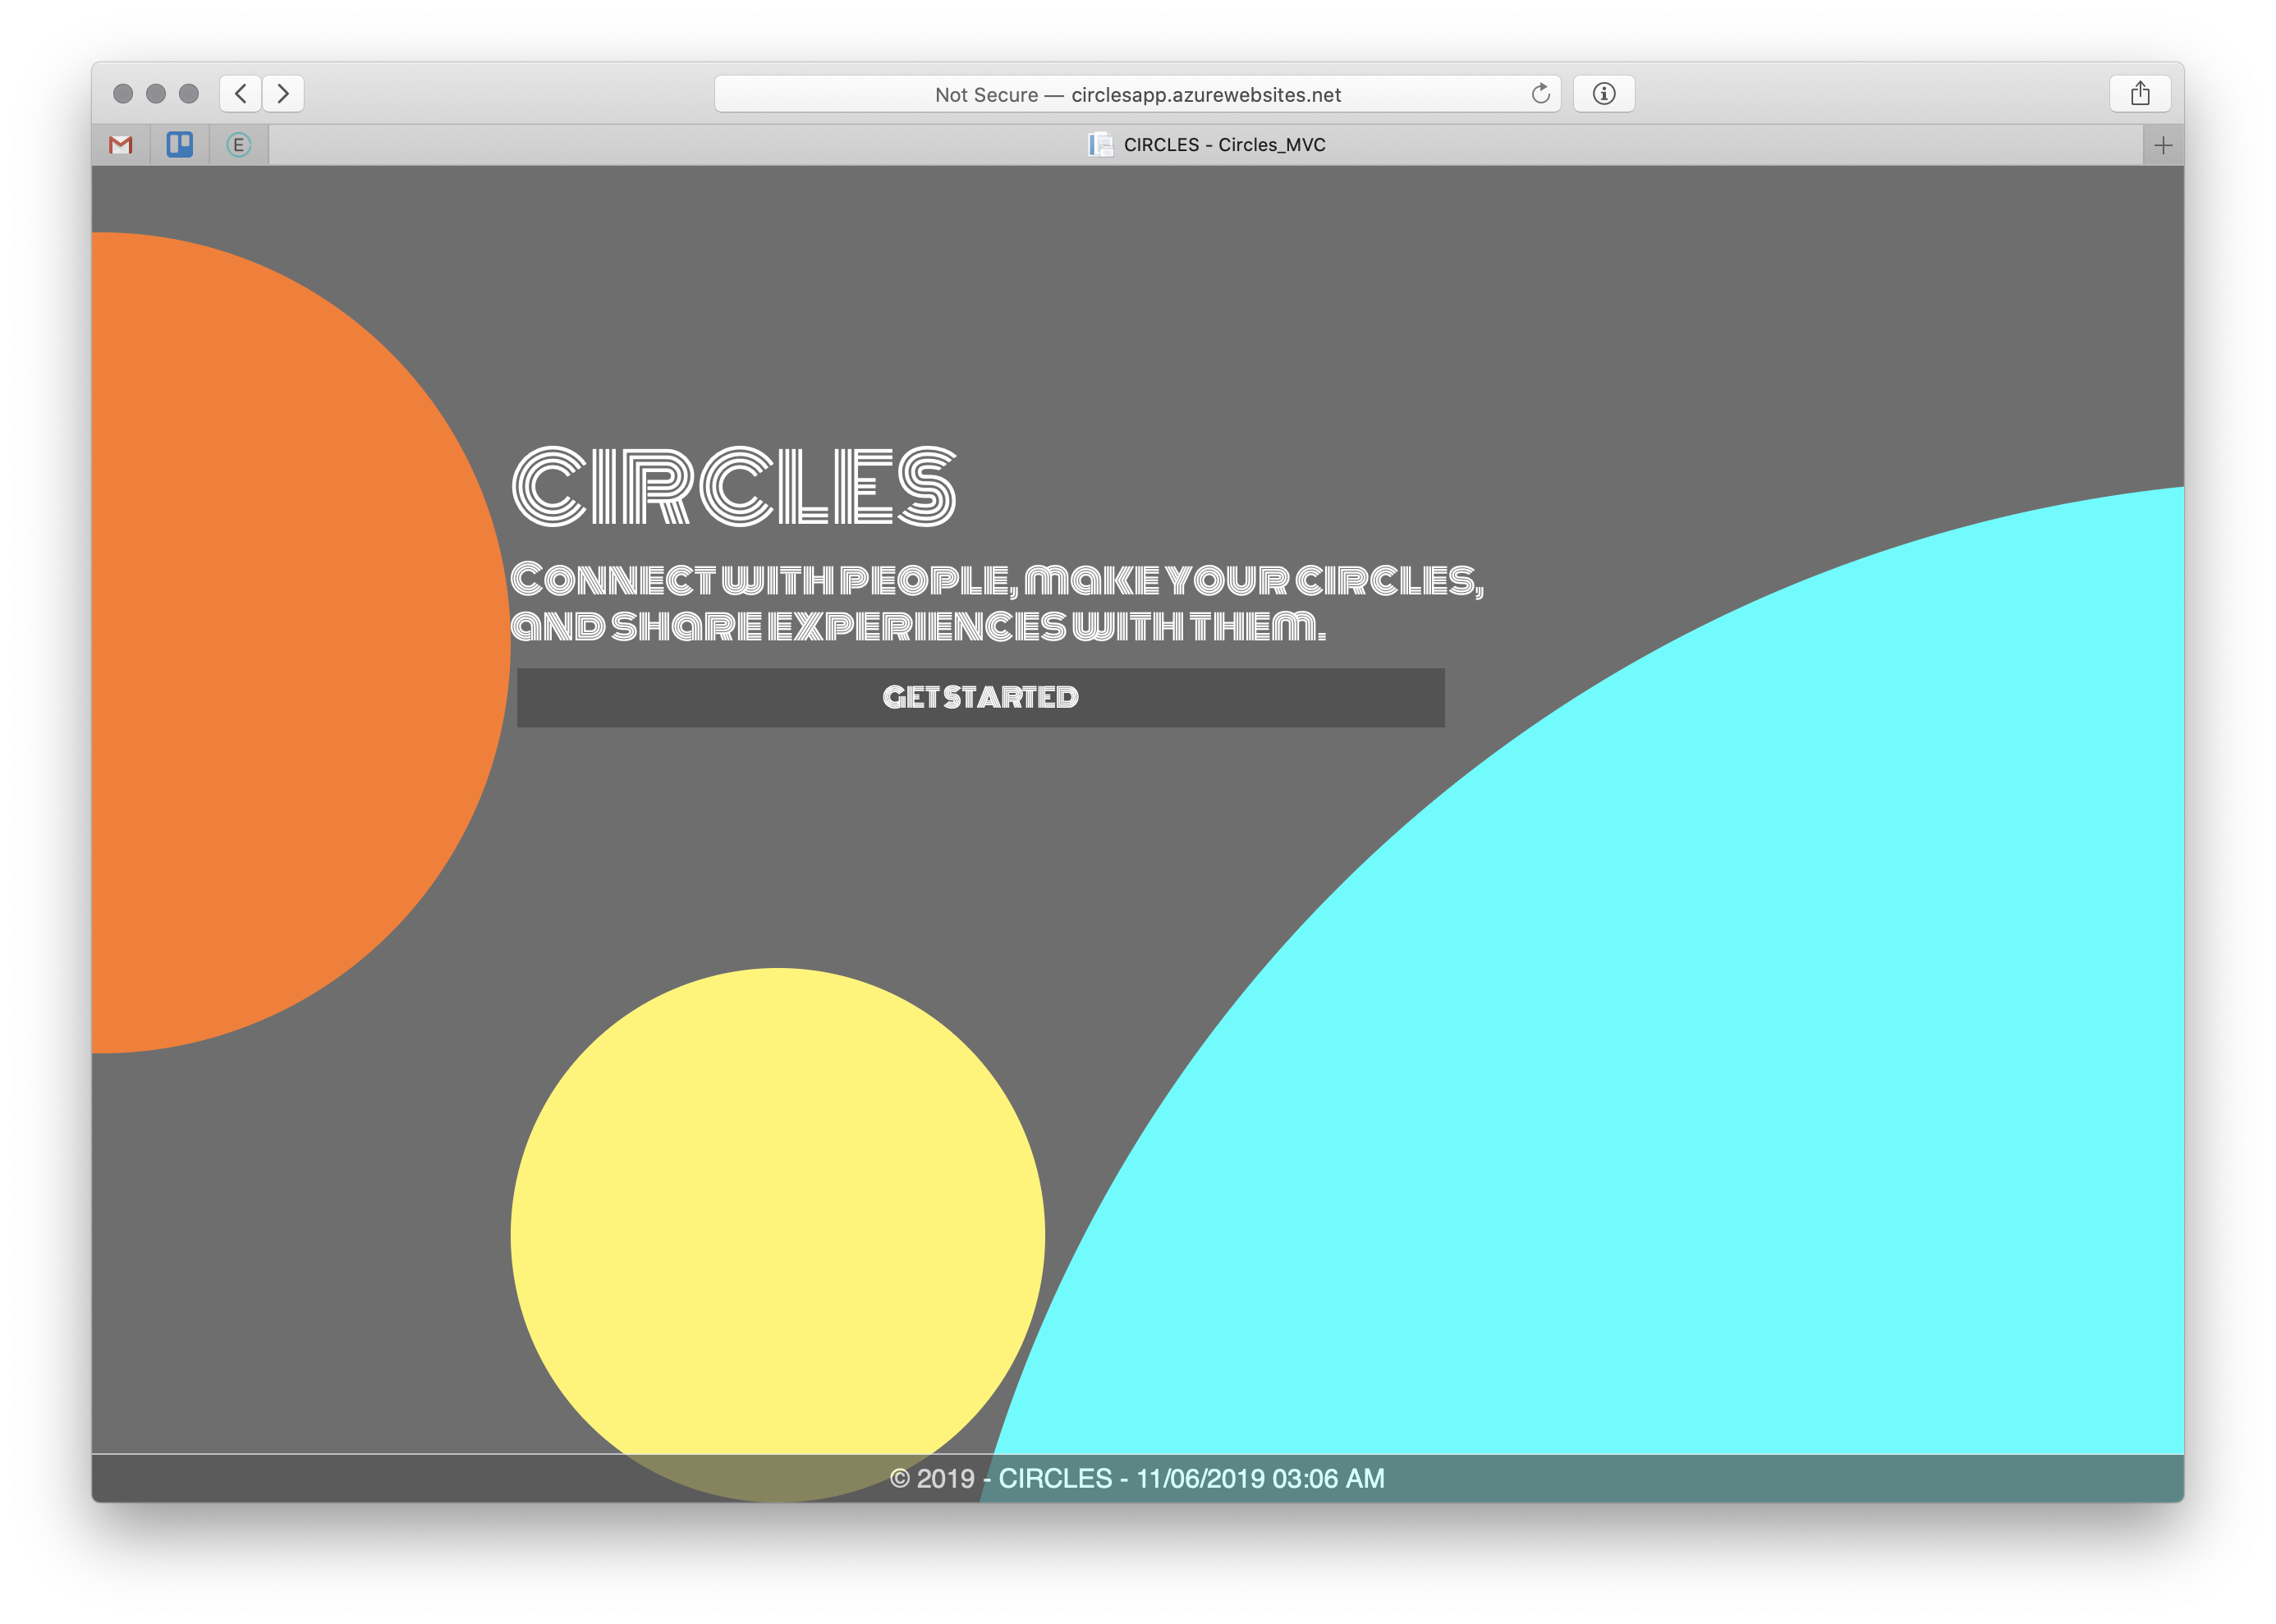 Not Secure — circlesapp.azurewebsites.net
E
CIRCLES - Circles_MVC
CIRCLES
Connect with people, make your circles,
and share experiences with them.
GET STARTED
© 2019 - CIRCLES - 11/06/2019 03:06 AM